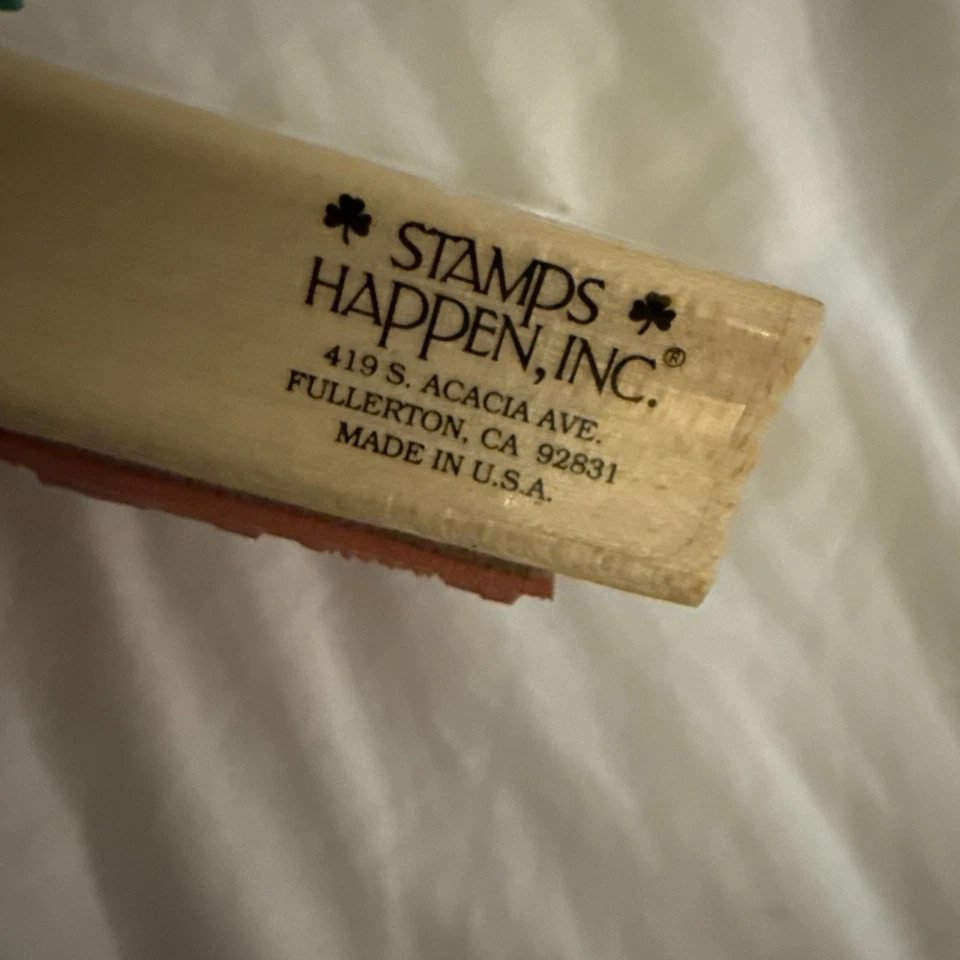 STAMPS
HAPPEN, INC.®
419 S. ACACIA AVE.
FULLERTON, CA 92831
MADE IN U.S.A.